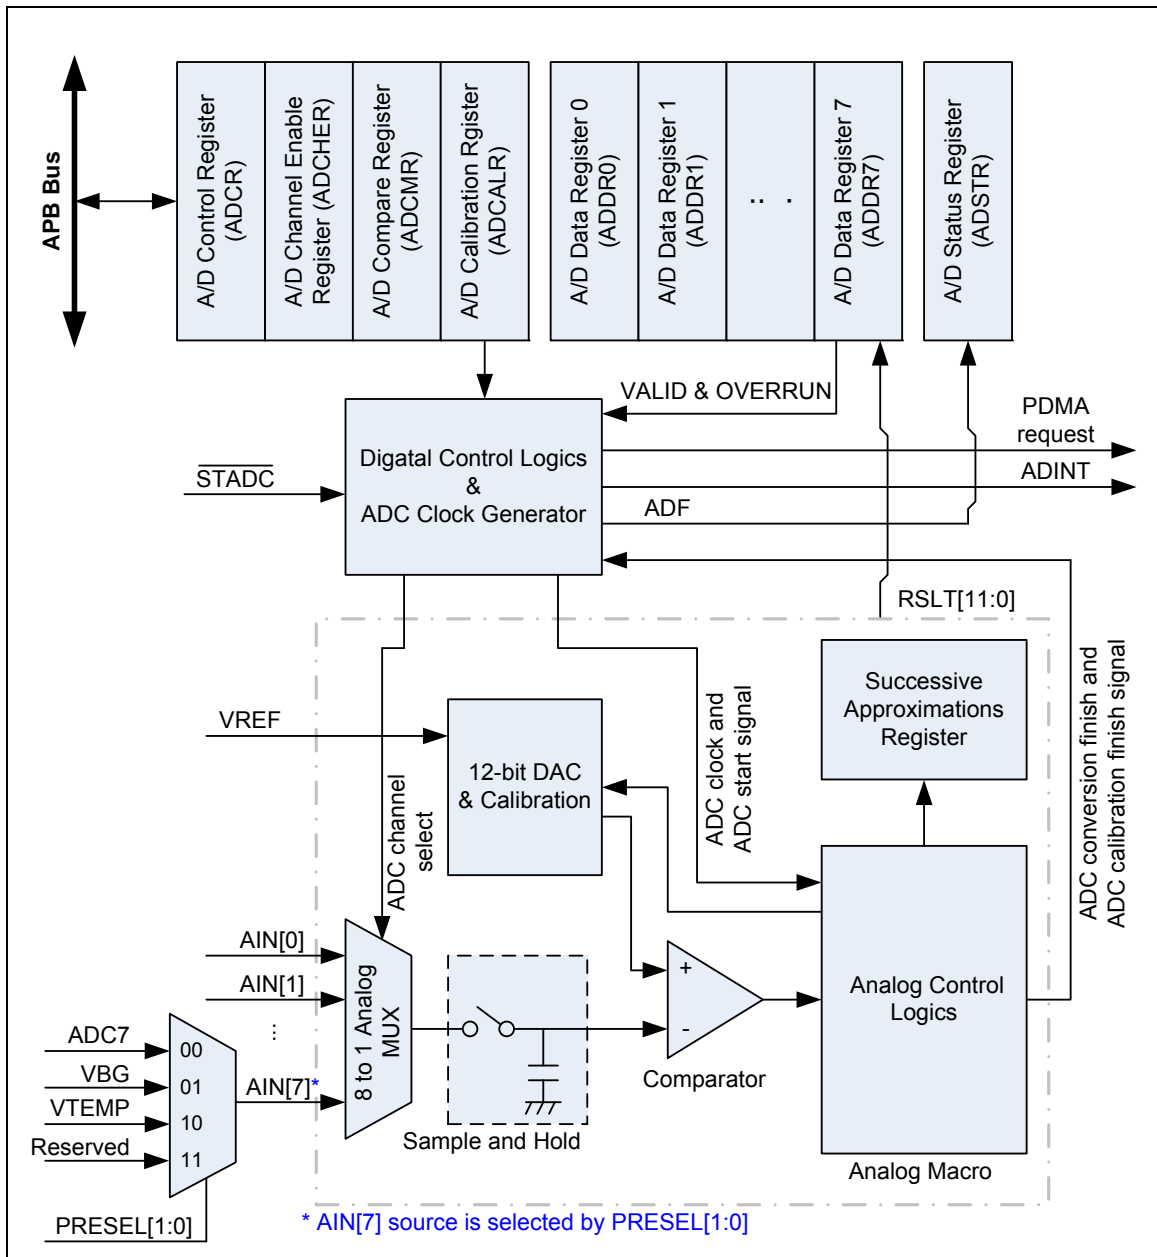 APB Bus
A/D Control Register
(ADCR)
A/D Channel Enable
Register (ADCHER)
A/D Compare Register
(ADCMR)
A/D Calibration Rgister
(ADCALR)
A/D Data Register 0
(ADDR0)
A/D Data Register 1
(ADDR1)
.. .
A/D Data Register 7
(ADDR7)
A/D Status Register
(ADSTR)
VALID & OVERRUN
PDMA
request
Digatal Control Logics
&
ADC Clock Generator
STADC
ADINT
ADF
RSLT[11:0]
Successive
Approximations
Register
VREF
12-bit DAC
& Calibration
ADC channel
select
ADC clock and
ADC start signal
ADC conversion finish and
ADC calibration finish signal
AIN[0]
AIN[1]
...
8 to 1 Analog
MUX
+
-
Analog Control
Logics
ADC7
VBG
VTEMP
Reserved
00
01
10
11
AIN[7]*
Comparator
Sample and Hold
Analog Macro
PRESEL[1:0]
* AIN[7] source is selected by PRESEL[1:0]